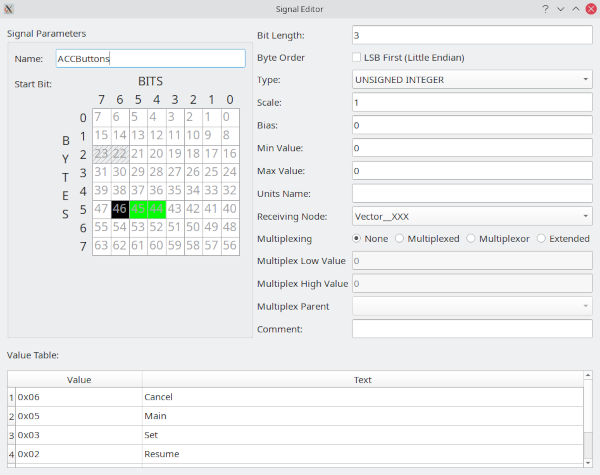 Signal Editor
Signal Parameters
Name: ACCButtons
Start Bit:
BITS
7 6 5 4 3 2 1 0
0 7 6 5 4 3 2 1 0
1 15 14 13 12 11 10 9 8
2 23 22 21 20 19 18 17 16
3 31 30 29 28 27 26 25 24
4 39 38 37 36 35 34 33 32
5 47 46 45 44 43 42 41 40
6 55 54 53 52 51 50 49 48
7 63 62 61 60 59 58 57 56
B
Y
T
E
S
Bit Length: 3
Byte Order LSB First (Little Endian)
Type: UNSIGNED INTEGER
Scale: 1
Bias: 0
Min Value: 0
Max Value: 0
Units Name:
Receiving Node: Vector__XXX
Multiplexing None Multiplexed Multiplexor Extended
Multiplex Low Value 0
Multiplex High Value 0
Multiplex Parent
Comment:
Value Table:
Value Text
1 0x06 Cancel
2 0x05 Main
3 0x03 Set
4 0x02 Resume